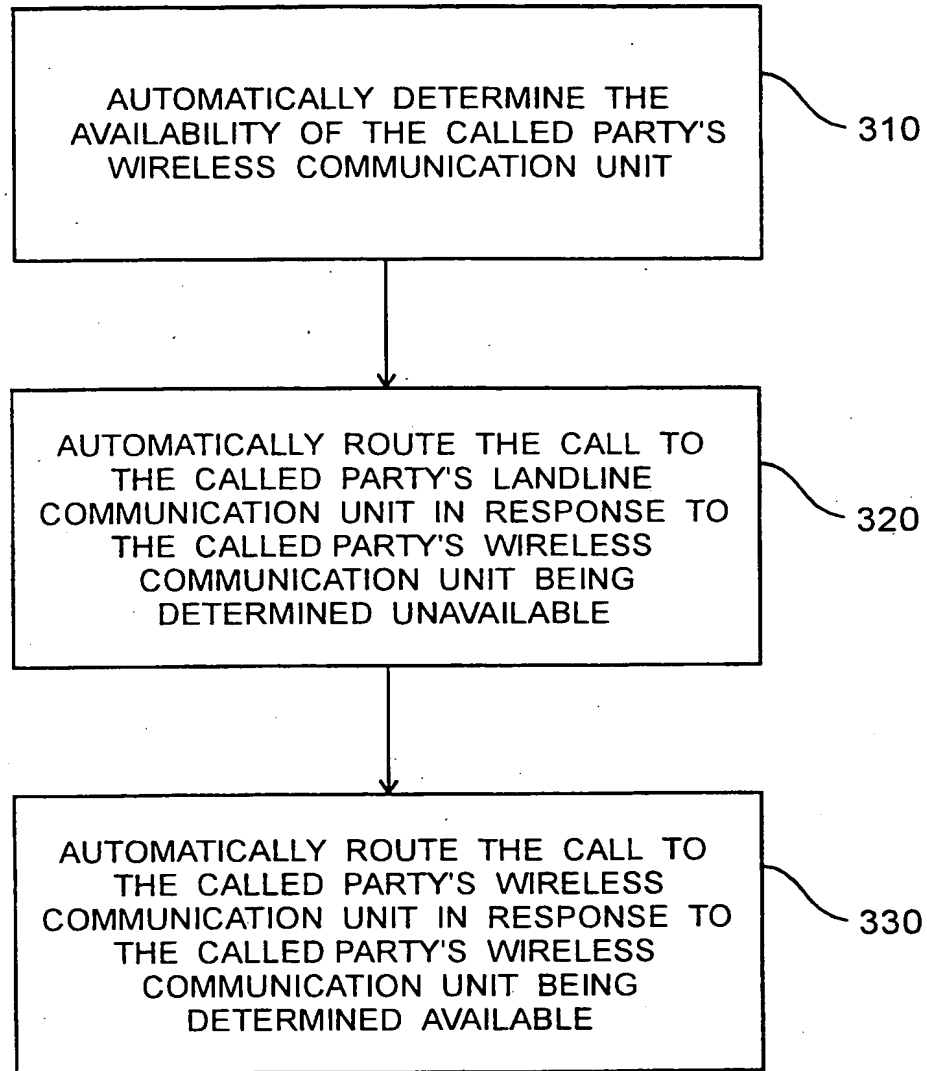 AUTOMATICALLY DETERMINE THE
AVAILABILITY OF THE CALLED PARTY'S
WIRELESS COMMUNICATION UNIT
310
AUTOMATICALLY ROUTE THE CALL TO
THE CALLED PARTY'S LANDLINE
COMMUNICATION UNIT IN RESPONSE TO
THE CALLED PARTY'S WIRELESS
COMMUNICATION UNIT BEING
DETERMINED UNAVAILABLE
320
AUTOMATICALLY ROUTE THE CALL TO
THE CALLED PARTY'S WIRELESS
COMMUNICATION UNIT IN RESPONSE TO
THE CALLED PARTY'S WIRELESS
COMMUNICATION UNIT BEING
DETERMINED AVAILABLE
330